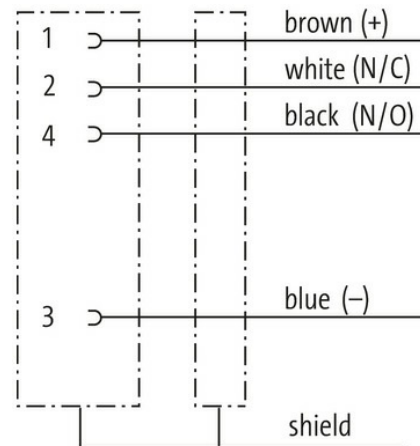 1 brown (+)
2 white (N/C)
4 black (N/O)
3 blue (–)
shield